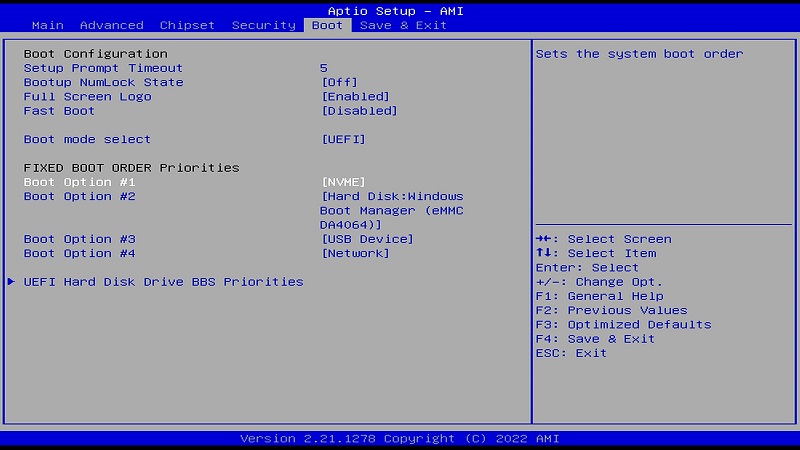 Aptio Setup – AMI
Main Advanced Chipset Security Boot Save & Exit
Boot Configuration
Setup Prompt Timeout 5
Bootup NumLock State [Off]
Full Screen Logo [Enabled]
Fast Boot [Disabled]
Boot mode select [UEFI]
FIXED BOOT ORDER Priorities
Boot Option #1 [NVME]
Boot Option #2 [Hard Disk:Windows
Boot Manager (eMMC
DA4064)]
Boot Option #3 [USB Device]
Boot Option #4 [Network]
▶ UEFI Hard Disk Drive BBS Priorities
Sets the system boot order
→←: Select Screen
↑↓: Select Item
Enter: Select
+/-: Change Opt.
F1: General Help
F2: Previous Values
F3: Optimized Defaults
F4: Save & Exit
ESC: Exit
Version 2.21.1278 Copyright (C) 2022 AMI